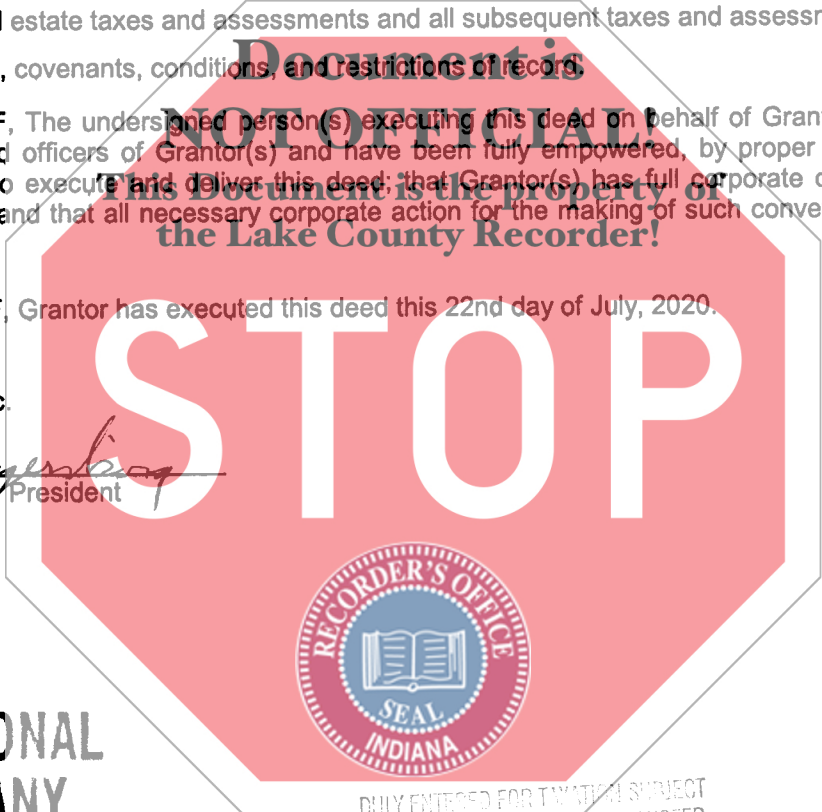 estate taxes and assessments and all subsequent taxes and assessm
Document is
, covenants, conditions, and restrictions of record.
F, The undersigned person(s) executing this deed on behalf of Gran
NOT OFFICIAL!
d officers of Grantor(s) and have been fully empowered, by proper
o execute and deliver this deed; that Grantor(s) has full corporate c
This Document is the property of
and that all necessary corporate action for the making of such conve
the Lake County Recorder!
F, Grantor has executed this deed this 22nd day of July, 2020.
STOP
c.
President
RECORDER'S OFFICE
SEAL
INDIANA
ONAL
ANY
DULY ENTERED FOR TAXATION SUBJECT